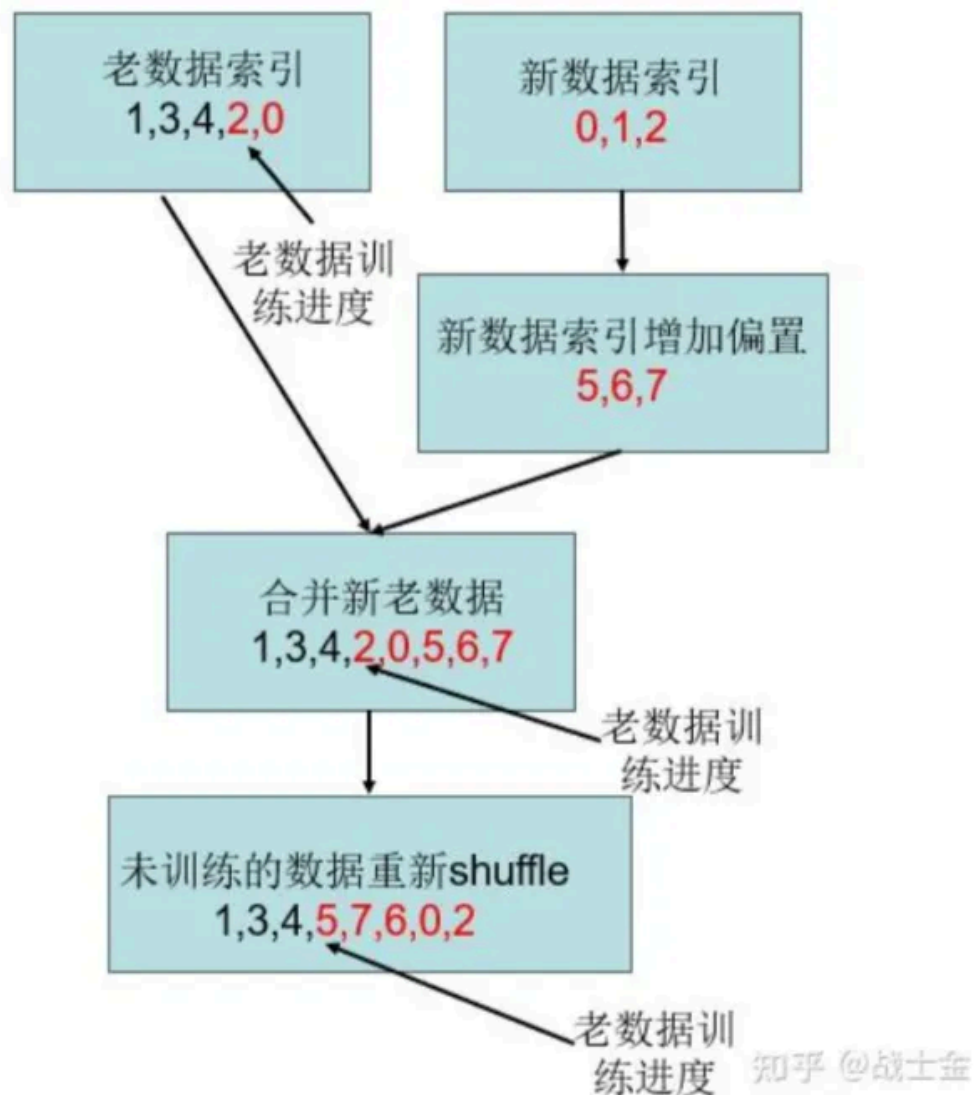 老数据索引
1,3,4,2,0
新数据索引
0,1,2
老数据训
练进度
新数据索引增加偏置
5,6,7
合并新老数据
1,3,4,2,0,5,6,7
老数据训
练进度
未训练的数据重新shuffle
1,3,4,5,7,6,0,2
老数据训
练进度
知乎 @战士金